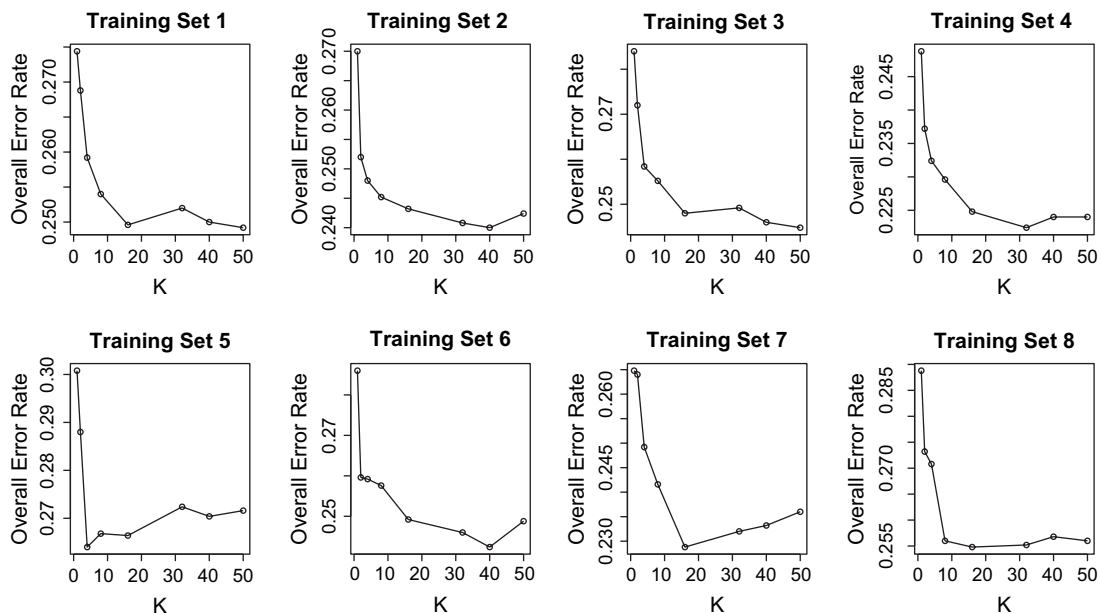 Training Set 1
Overall Error Rate
0.270
0.260
0.250
0 10 20 30 40 50
K
Training Set 2
Overall Error Rate
0.270
0.260
0.250
0.240
0 10 20 30 40 50
K
Training Set 3
Overall Error Rate
0.27
0.25
0 10 20 30 40 50
K
Training Set 4
Overall Error Rate
0.245
0.235
0.225
0 10 20 30 40 50
K
Training Set 5
Overall Error Rate
0.30
0.29
0.28
0.27
0 10 20 30 40 50
K
Training Set 6
Overall Error Rate
0.27
0.25
0 10 20 30 40 50
K
Training Set 7
Overall Error Rate
0.260
0.245
0.230
0 10 20 30 40 50
K
Training Set 8
Overall Error Rate
0.285
0.270
0.255
0 10 20 30 40 50
K